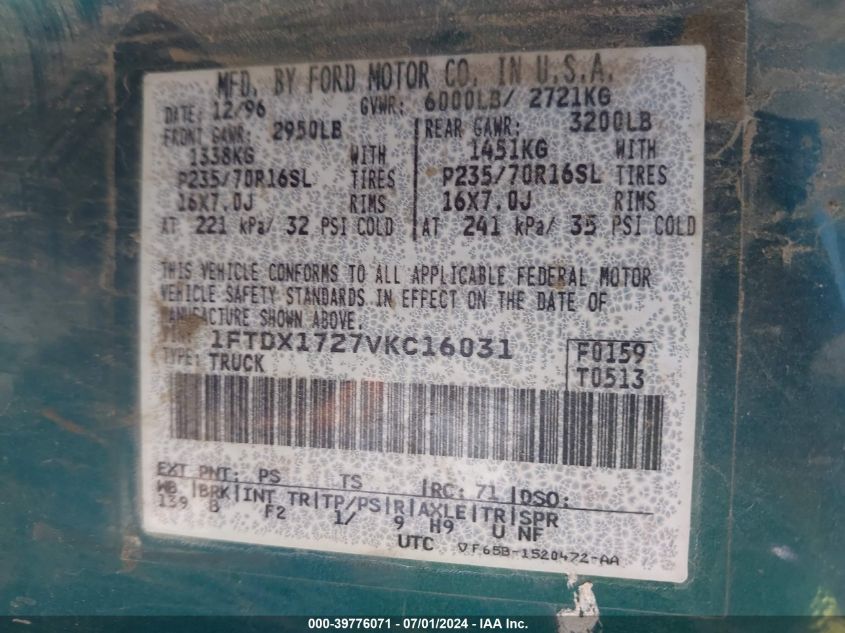 MFD. BY FORD MOTOR CO. IN U.S.A.
DATE: 12/96 GVWR: 6000LB/ 2721KG
FRONT GAWR: 2950LB REAR GAWR: 3200LB
1338KG WITH 1451KG WITH
P235/70R16SL TIRES P235/70R16SL TIRES
16X7.0J RIMS 16X7.0J RIMS
AT 221 kPa/ 32 PSI COLD AT 241 kPa/ 35 PSI COLD
THIS VEHICLE CONFORMS TO ALL APPLICABLE FEDERAL MOTOR
VEHICLE SAFETY STANDARDS IN EFFECT ON THE DATE OF
MANUFACTURE SHOWN ABOVE.
VIN: 1FTDX1727VKC16031 F0159
TYPE: TRUCK T0513
EXT PNT: PS TS RC: 71 DSO:
WB BRK INT TR TP/PS R AXLE TR SPR
139 B F2 1/ 9 H9 U NF
UTC F65B-1520472-AA
000-39776071 - 07/01/2024 - IAA Inc.